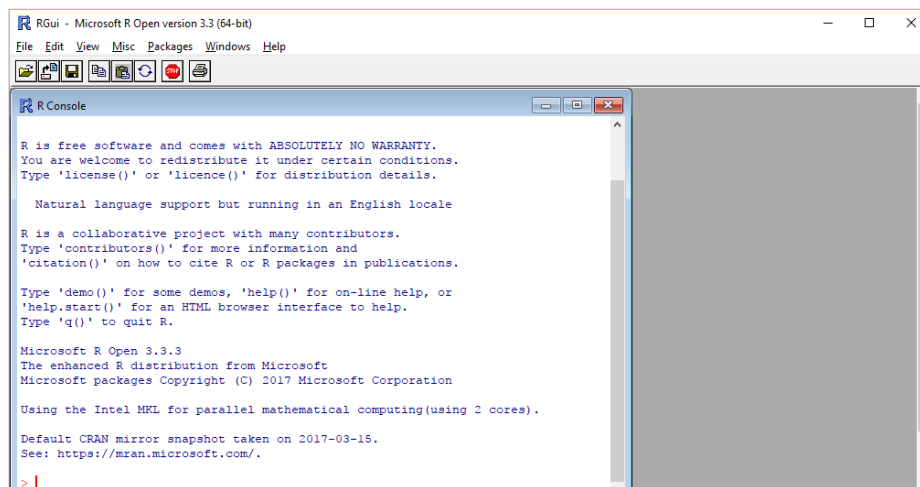 RGui - Microsoft R Open version 3.3 (64-bit)
File Edit View Misc Packages Windows Help
STOP
R Console
R is free software and comes with ABSOLUTELY NO WARRANTY.
You are welcome to redistribute it under certain conditions.
Type 'license()' or 'licence()' for distribution details.
Natural language support but running in an English locale
R is a collaborative project with many contributors.
Type 'contributors()' for more information and
'citation()' on how to cite R or R packages in publications.
Type 'demo()' for some demos, 'help()' for on-line help, or
'help.start()' for an HTML browser interface to help.
Type 'q()' to quit R.
Microsoft R Open 3.3.3
The enhanced R distribution from Microsoft
Microsoft packages Copyright (C) 2017 Microsoft Corporation
Using the Intel MKL for parallel mathematical computing(using 2 cores).
Default CRAN mirror snapshot taken on 2017-03-15.
See: https://mran.microsoft.com/.
>